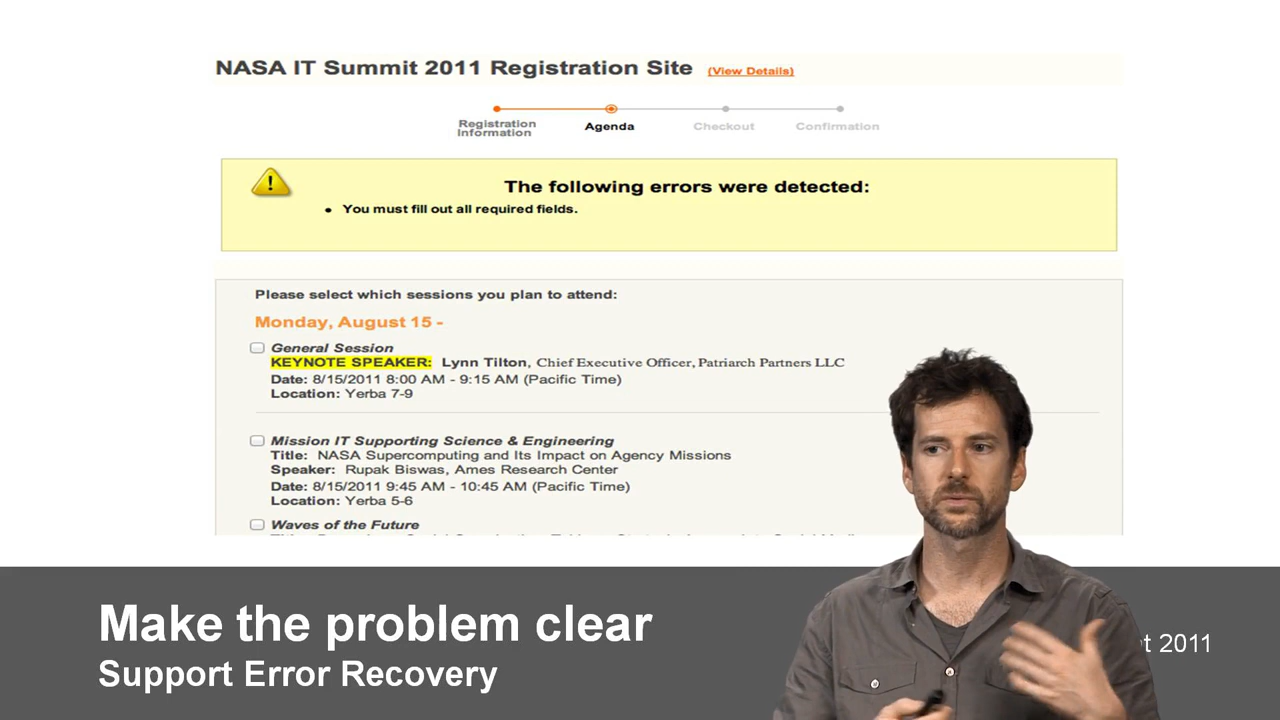 NASA IT Summit 2011 Registration Site (View Details)
Registration Information
Agenda
Checkout
Confirmation
The following errors were detected:
• You must fill out all required fields.
Please select which sessions you plan to attend:
Monday, August 15 -
General Session
KEYNOTE SPEAKER: Lynn Tilton, Chief Executive Officer, Patriarch Partners LLC
Date: 8/15/2011 8:00 AM - 9:15 AM (Pacific Time)
Location: Yerba 7-9
Mission IT Supporting Science & Engineering
Title: NASA Supercomputing and Its Impact on Agency Missions
Speaker: Rupak Biswas, Ames Research Center
Date: 8/15/2011 9:45 AM - 10:45 AM (Pacific Time)
Location: Yerba 5-6
Waves of the Future
Make the problem clear
Support Error Recovery
2011